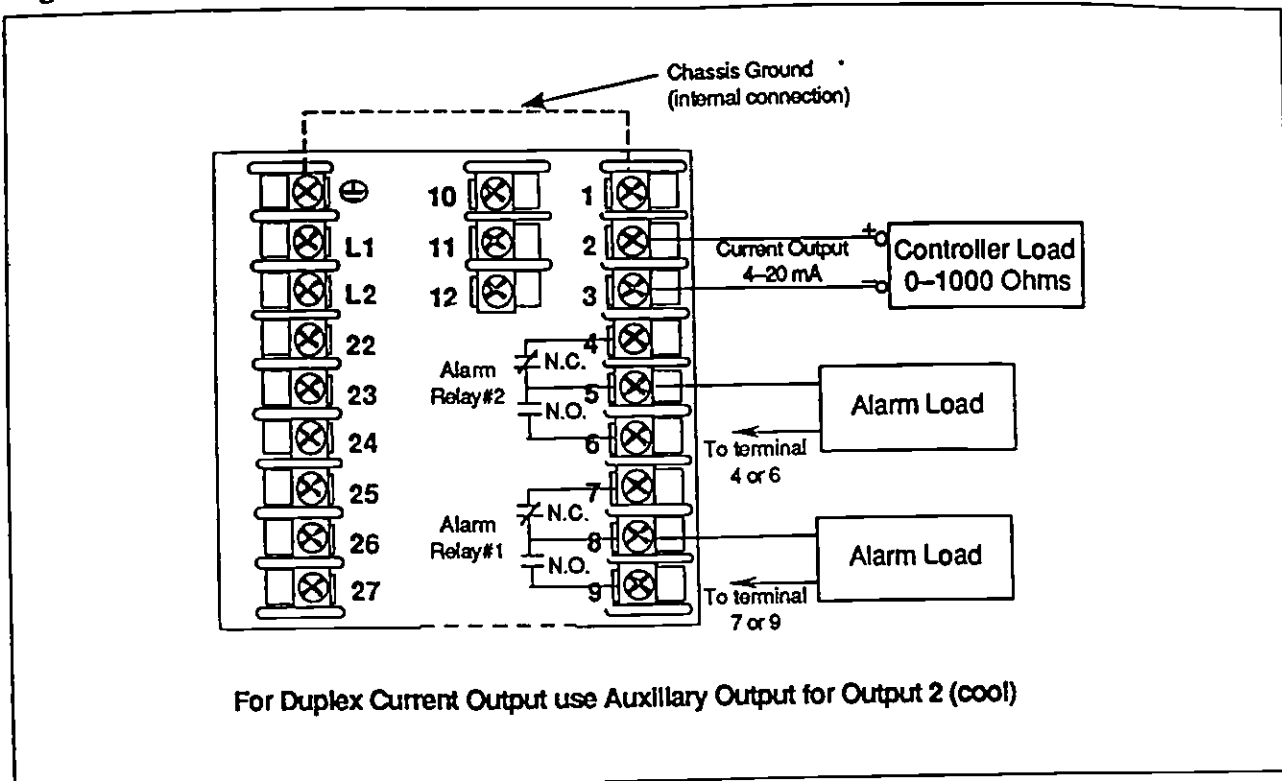 Chassis Ground
(internal connection)
10
1
L1
11
2
+
Current Output
4–20 mA
Controller Load
0–1000 Ohms
L2
12
3
–
22
4
N.C.
Alarm
Relay#2
23
5
Alarm Load
N.O.
24
6
To terminal
4 or 6
25
7
N.C.
Alarm
Relay#1
26
8
Alarm Load
N.O.
27
9
To terminal
7 or 9
For Duplex Current Output use Auxiliary Output for Output 2 (cool)